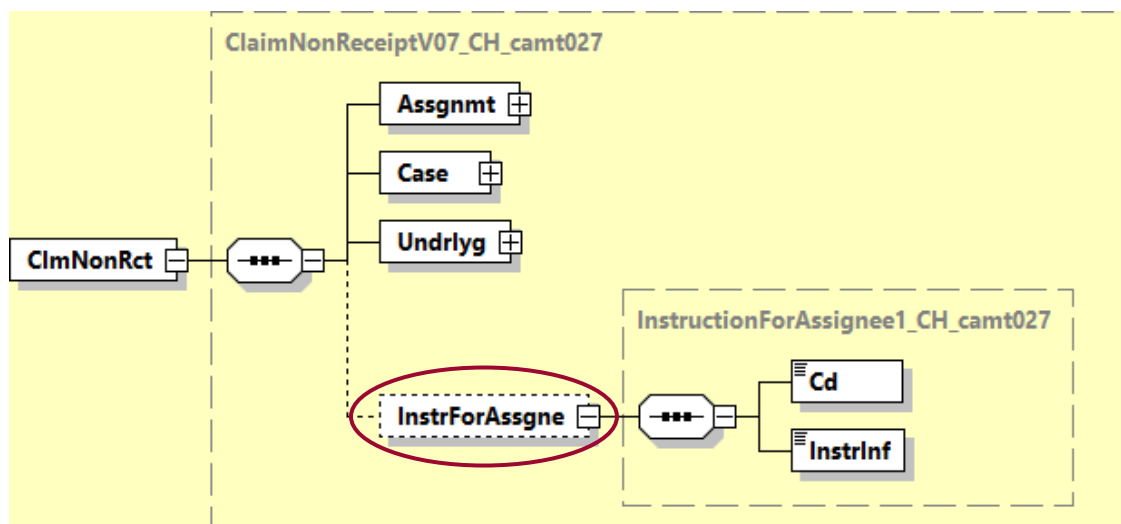 ClaimNonReceiptV07_CH_camt027
Assgnmt
Case
Undrlyg
ClmNonRct
InstructionForAssignee1_CH_camt027
Cd
InstrForAssgne
InstrInf